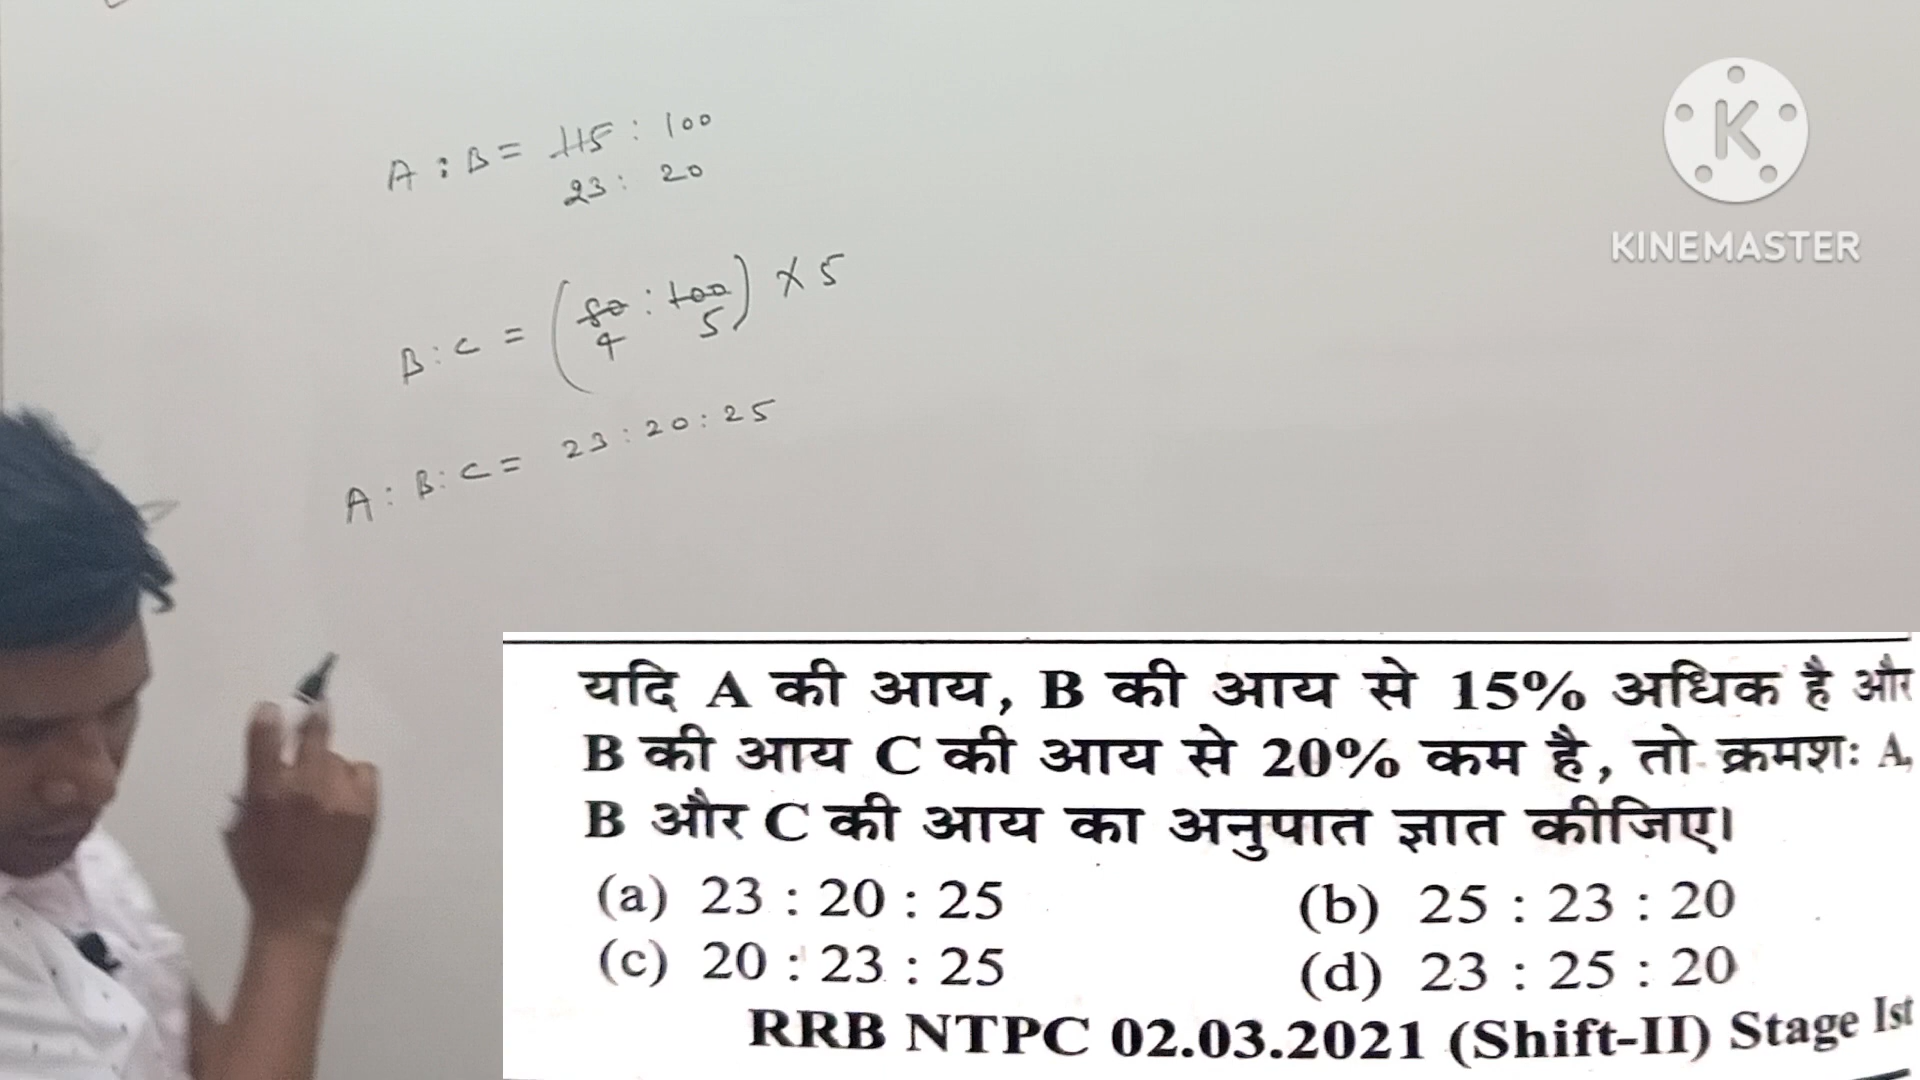 A : B = 115 : 100
23 : 20
B : C = (80 : 100) × 5
4 5
A : B : C = 23 : 20 : 25
K
KINEMASTER
यदि A की आय, B की आय से 15% अधिक है और
B की आय C की आय से 20% कम है, तो क्रमशः A,
B और C की आय का अनुपात ज्ञात कीजिए।
(a) 23 : 20 : 25 (b) 25 : 23 : 20
(c) 20 : 23 : 25 (d) 23 : 25 : 20
RRB NTPC 02.03.2021 (Shift-II) Stage Ist